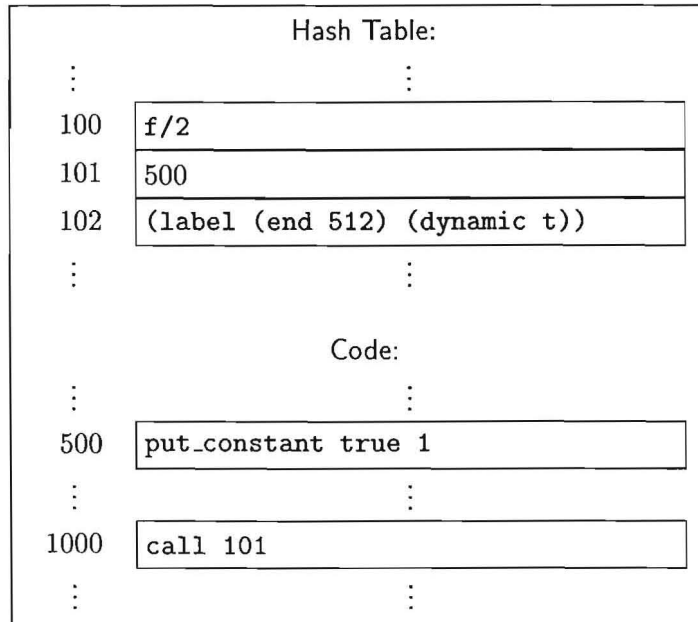 Hash Table:
⋮ ⋮
100 f/2
101 500
102 (label (end 512) (dynamic t))
⋮ ⋮
Code:
⋮ ⋮
500 put_constant true 1
⋮ ⋮
1000 call 101
⋮ ⋮